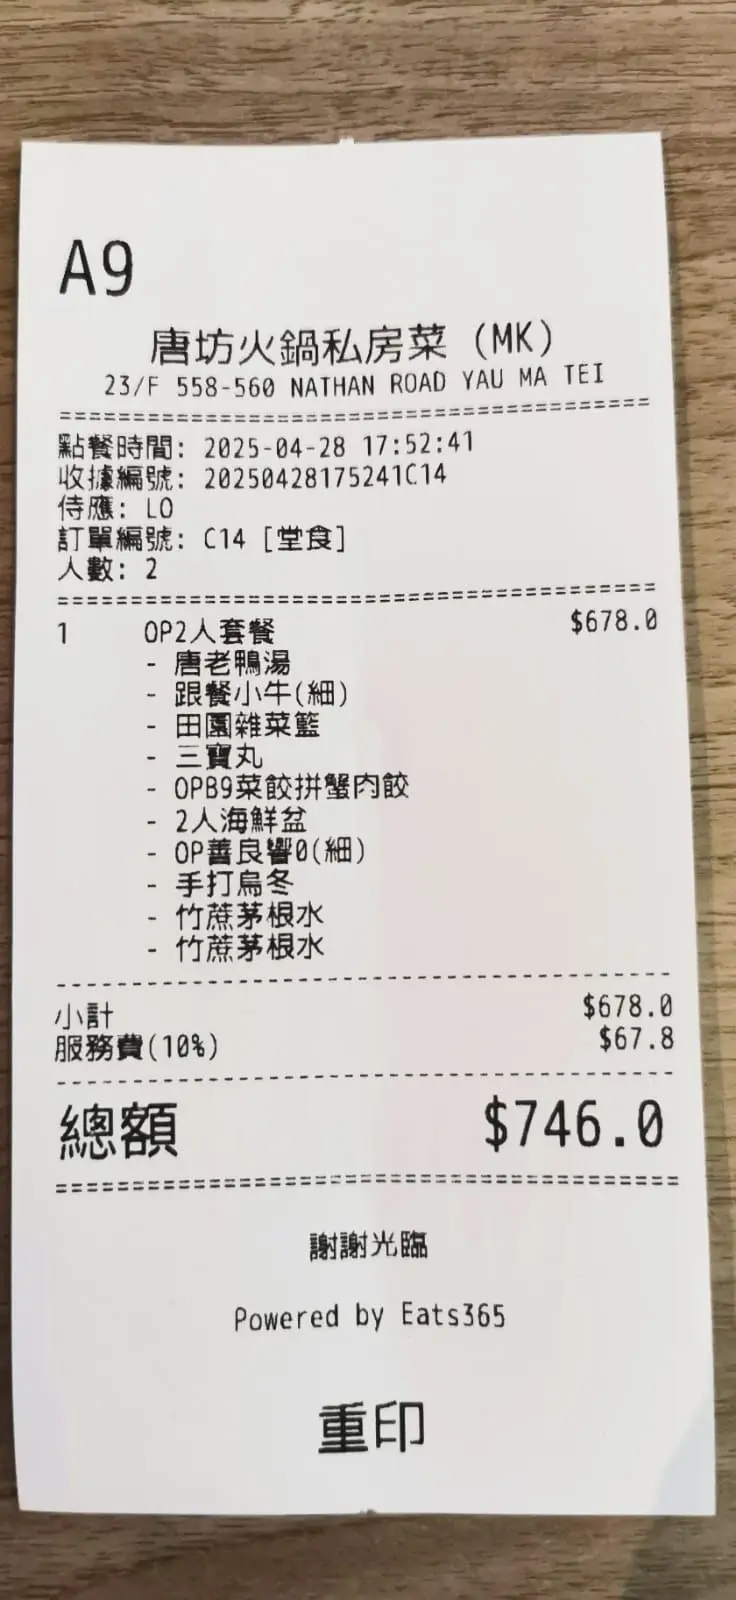 A9
唐坊火鍋私房菜 (MK)
23/F 558-560 NATHAN ROAD YAU MA TEI
========================================
點餐時間: 2025-04-28 17:52:41
收據編號: 20250428175241C14
侍應: LO
訂單編號: C14 [堂食]
人數: 2
========================================
1 OP2人套餐 $678.0
- 唐老鴨湯
- 跟餐小牛(細)
- 田園雜菜籃
- 三寶丸
- OPB9菜餃拼蟹肉餃
- 2人海鮮盆
- OP善良響0(細)
- 手打烏冬
- 竹蔗茅根水
- 竹蔗茅根水
----------------------------------------
小計 $678.0
服務費(10%) $67.8
----------------------------------------
總額 $746.0
========================================
謝謝光臨
Powered by Eats365
重印